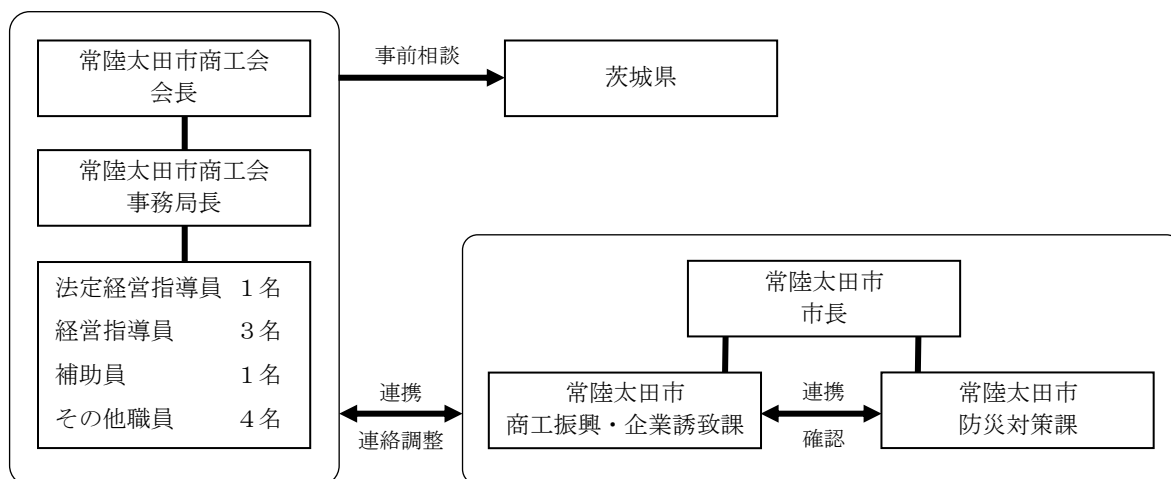 常陸太田市商工会
会長
事前相談
茨城県
常陸太田市商工会
事務局長
法定経営指導員 1名
経営指導員 3名
補助員 1名
その他職員 4名
連携
連絡調整
常陸太田市
市長
常陸太田市
商工振興・企業誘致課
連携
確認
常陸太田市
防災対策課